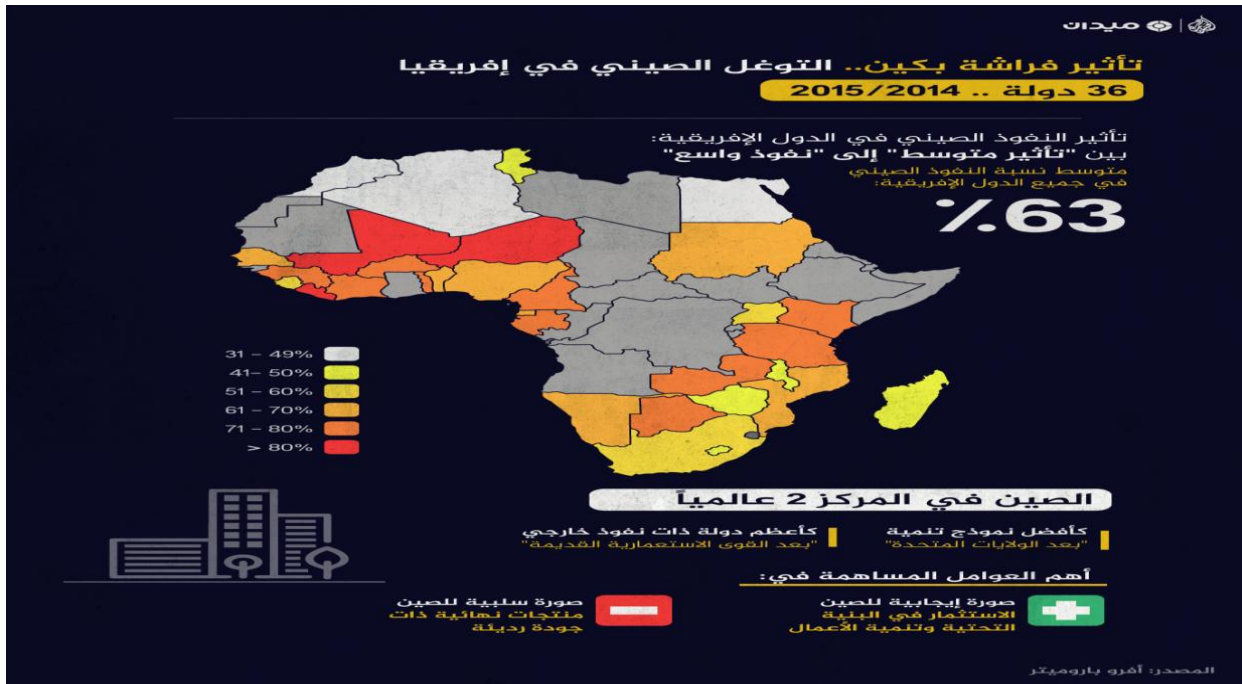 ميدان
تأثير فراشة بكين.. التوغل الصيني في إفريقيا
36 دولة .. 2015/2014
تأثير النفوذ الصيني في الدول الإفريقية:
بين "تأثير متوسط" إلى "نفوذ واسع"
متوسط نسبة النفوذ الصيني
في جميع الدول الإفريقية:
٪63
31 – 49%
41– 50%
51 – 60%
61 – 70%
71 – 80%
> 80%
الصين في المركز 2 عالمياً
كأفضل نموذج تنمية
"بعد الولايات المتحدة"
كأعظم دولة ذات نفوذ خارجي
"بعد القوى الاستعمارية القديمة"
أهم العوامل المساهمة في:
صورة إيجابية للصين
الاستثمار في البنية
التحتية وتنمية الأعمال
صورة سلبية للصين
منتجات نهائية ذات
جودة رديئة
المصدر: أفرو باروميتر